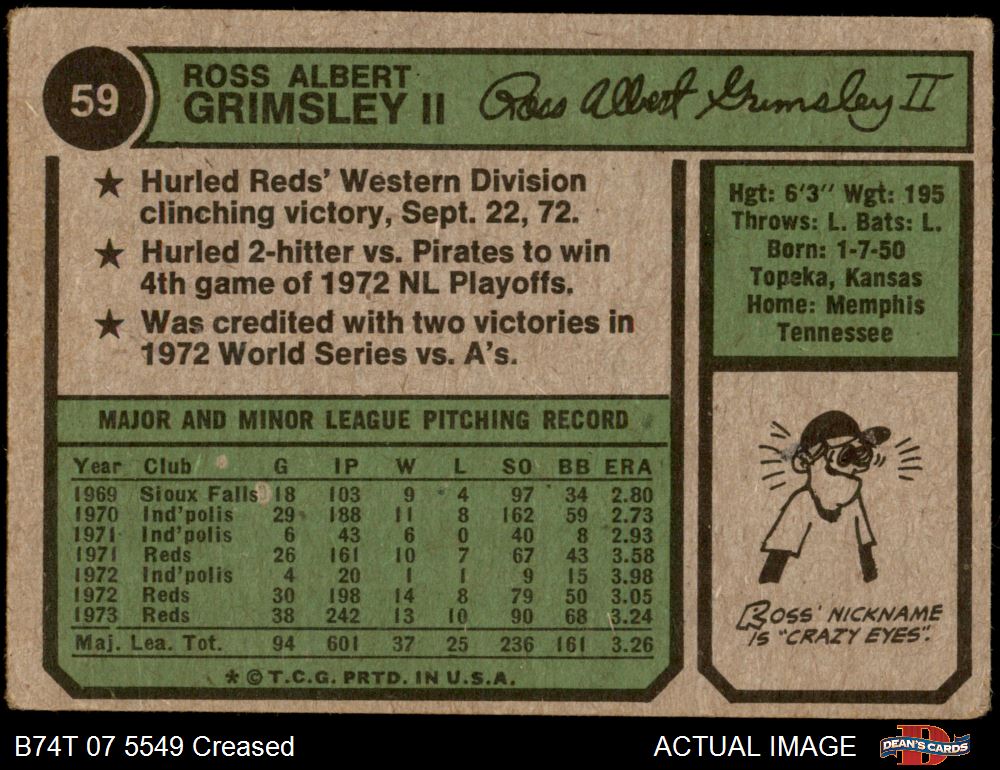 59
ROSS ALBERT
GRIMSLEY II
Ross Albert Grimsley II
★ Hurled Reds' Western Division
clinching victory, Sept. 22, 72.
★ Hurled 2-hitter vs. Pirates to win
4th game of 1972 NL Playoffs.
★ Was credited with two victories in
1972 World Series vs. A's.
Hgt: 6'3" Wgt: 195
Throws: L. Bats: L.
Born: 1-7-50
Topeka, Kansas
Home: Memphis
Tennessee
MAJOR AND MINOR LEAGUE PITCHING RECORD
Year Club G IP W L SO BB ERA
1969 Sioux Falls 18 103 9 4 97 34 2.80
1970 Ind'polis 29 188 11 8 162 59 2.73
1971 Ind'polis 6 43 6 0 40 8 2.93
1971 Reds 26 161 10 7 67 43 3.58
1972 Ind'polis 4 20 1 1 9 15 3.98
1972 Reds 30 198 14 8 79 50 3.05
1973 Reds 38 242 13 10 90 68 3.24
Maj. Lea. Tot. 94 601 37 25 236 161 3.26
* © T.C.G. PRTD. IN U.S.A.
ROSS' NICKNAME
IS "CRAZY EYES".
B74T 07 5549 Creased
ACTUAL IMAGE
D
DEAN'S CARDS